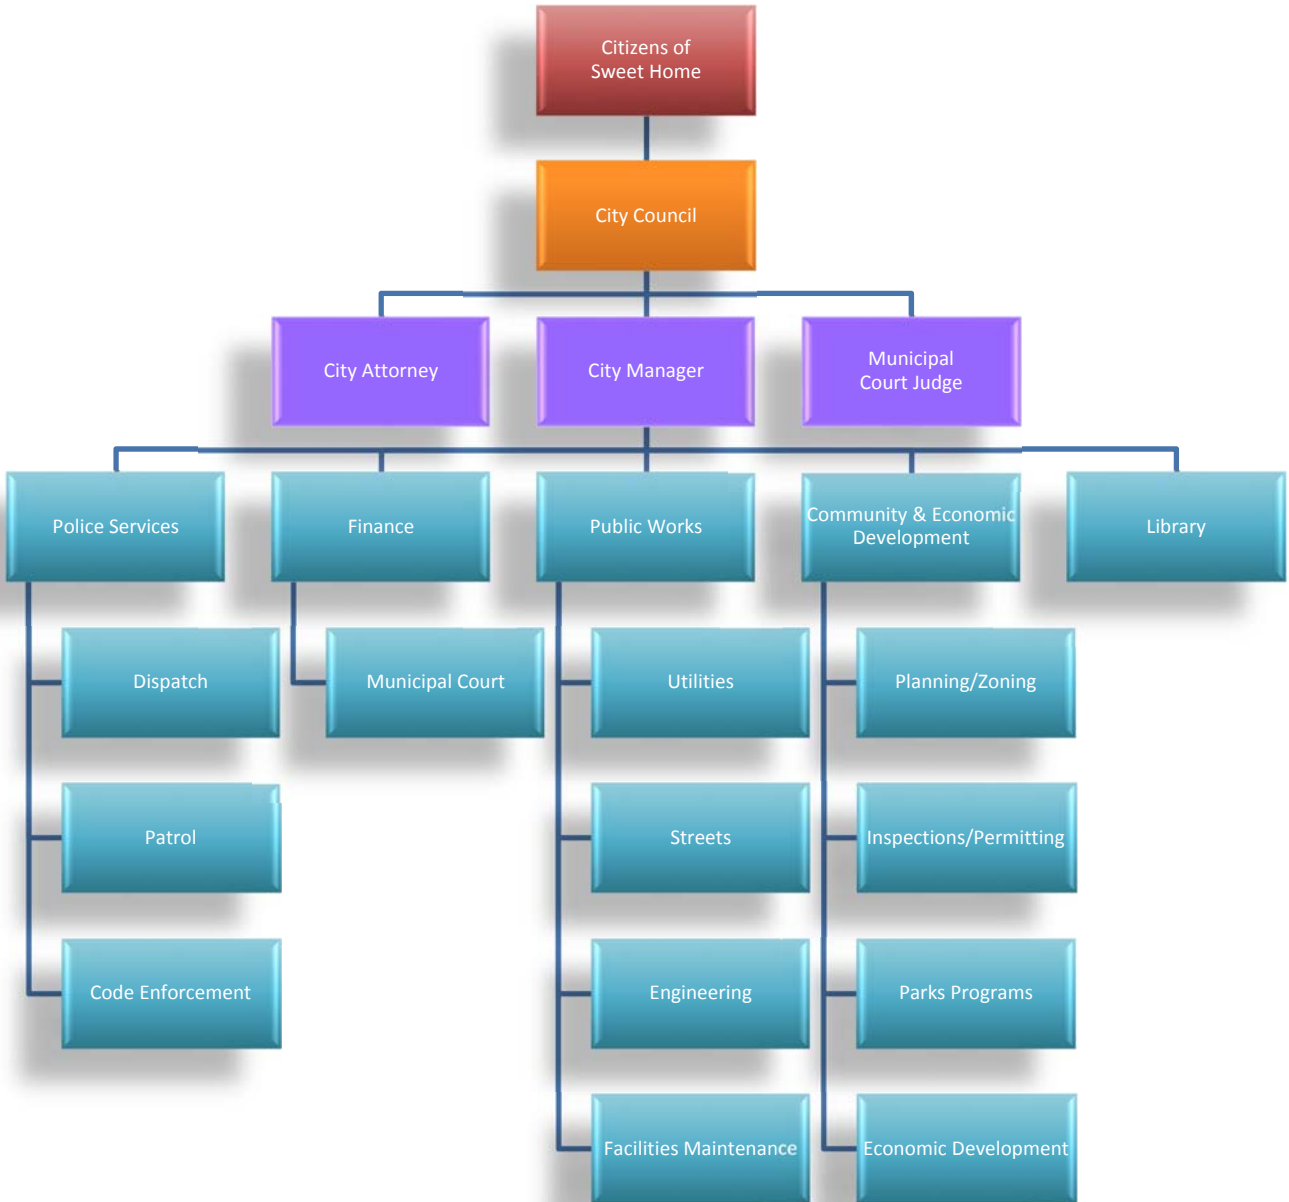 Citizens of
Sweet Home
City Council
City Attorney
City Manager
Municipal
Court Judge
Police Services
Finance
Public Works
Community & Economic
Development
Library
Dispatch
Municipal Court
Utilities
Planning/Zoning
Patrol
Streets
Inspections/Permitting
Code Enforcement
Engineering
Parks Programs
Facilities Maintenance
Economic Development